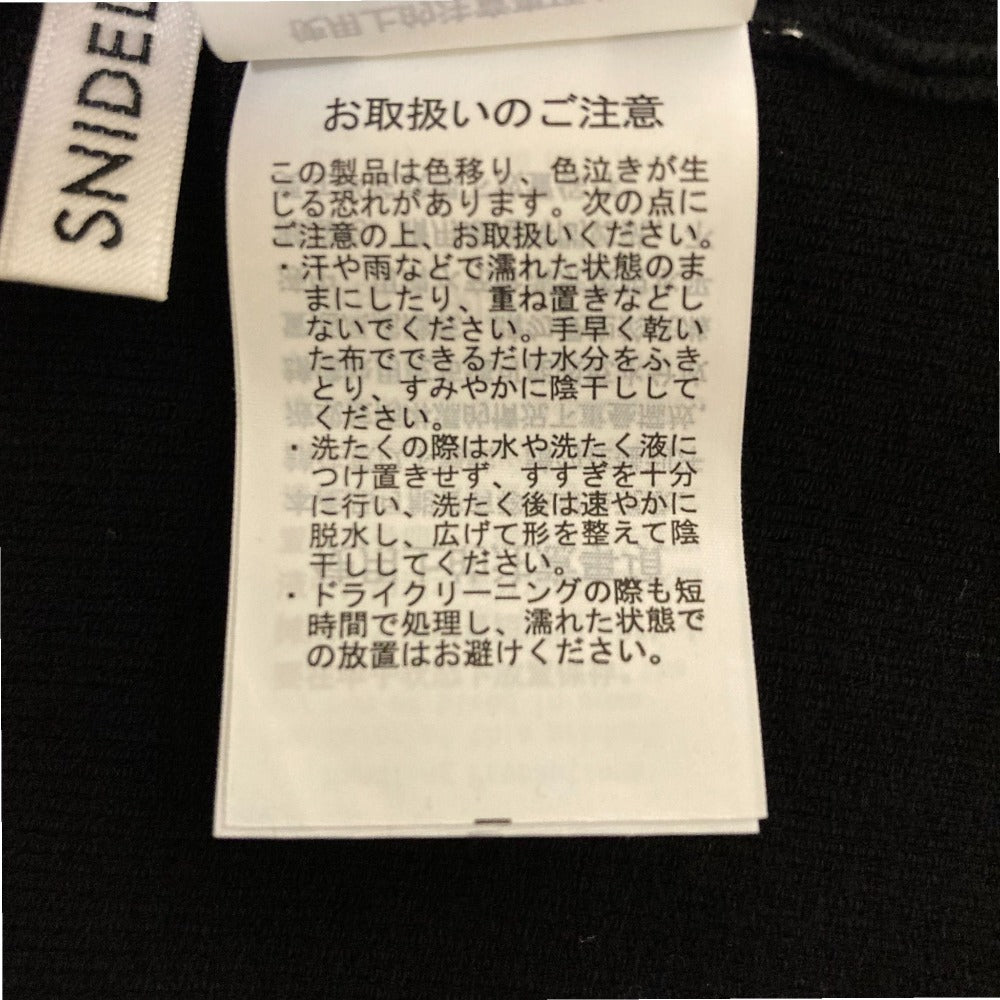 SNIDEL
使用上的注意事項
お取扱いのご注意
この製品は色移り、色泣きが生
じる恐れがあります。次の点に
ご注意の上、お取扱いください。
・汗や雨などで濡れた状態のま
まにしたり、重ね置きなどし
ないでください。手早く乾い
た布でできるだけ水分をふき
とり、すみやかに陰干しして
ください。
・洗たくの際は水や洗たく液に
つけ置きせず、すすぎを十分
に行い、洗たく後は速やかに
脱水し、広げて形を整えて陰
干ししてください。
・ドライクリーニングの際も短
時間で処理し、濡れた状態で
の放置はお避けください。